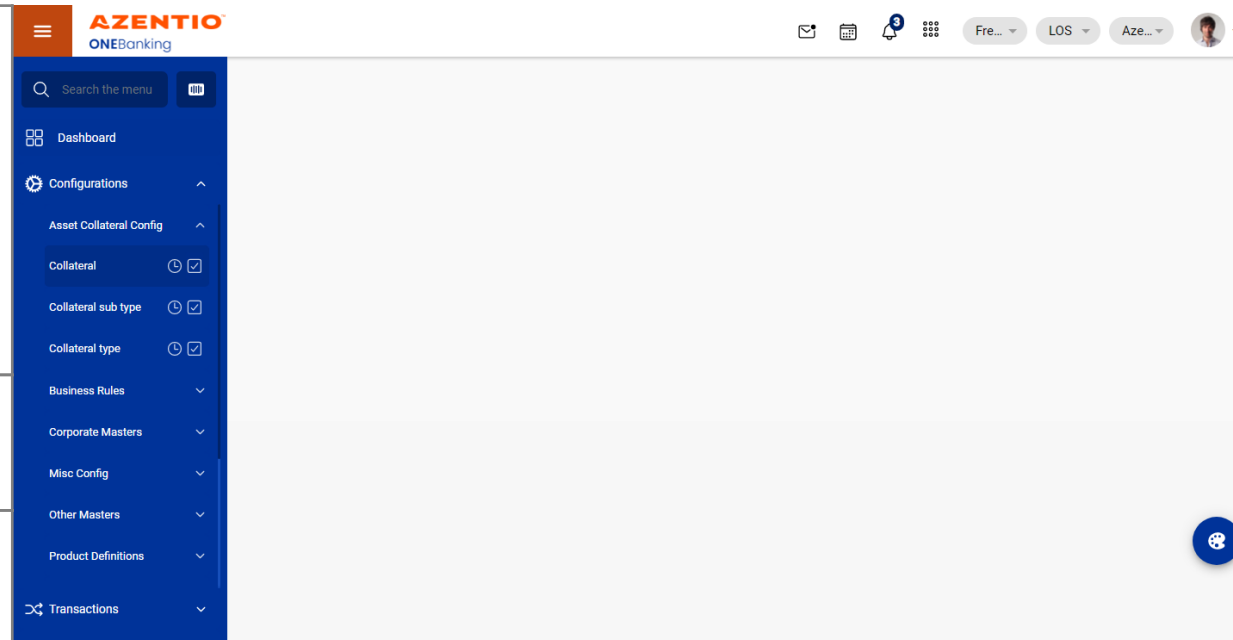 AZENTIO
ONEBanking
3
Fre...
LOS
Aze...
Search the menu
Dashboard
Configurations
Asset Collateral Config
Collateral
Collateral sub type
Collateral type
Business Rules
Corporate Masters
Misc Config
Other Masters
Product Definitions
Transactions